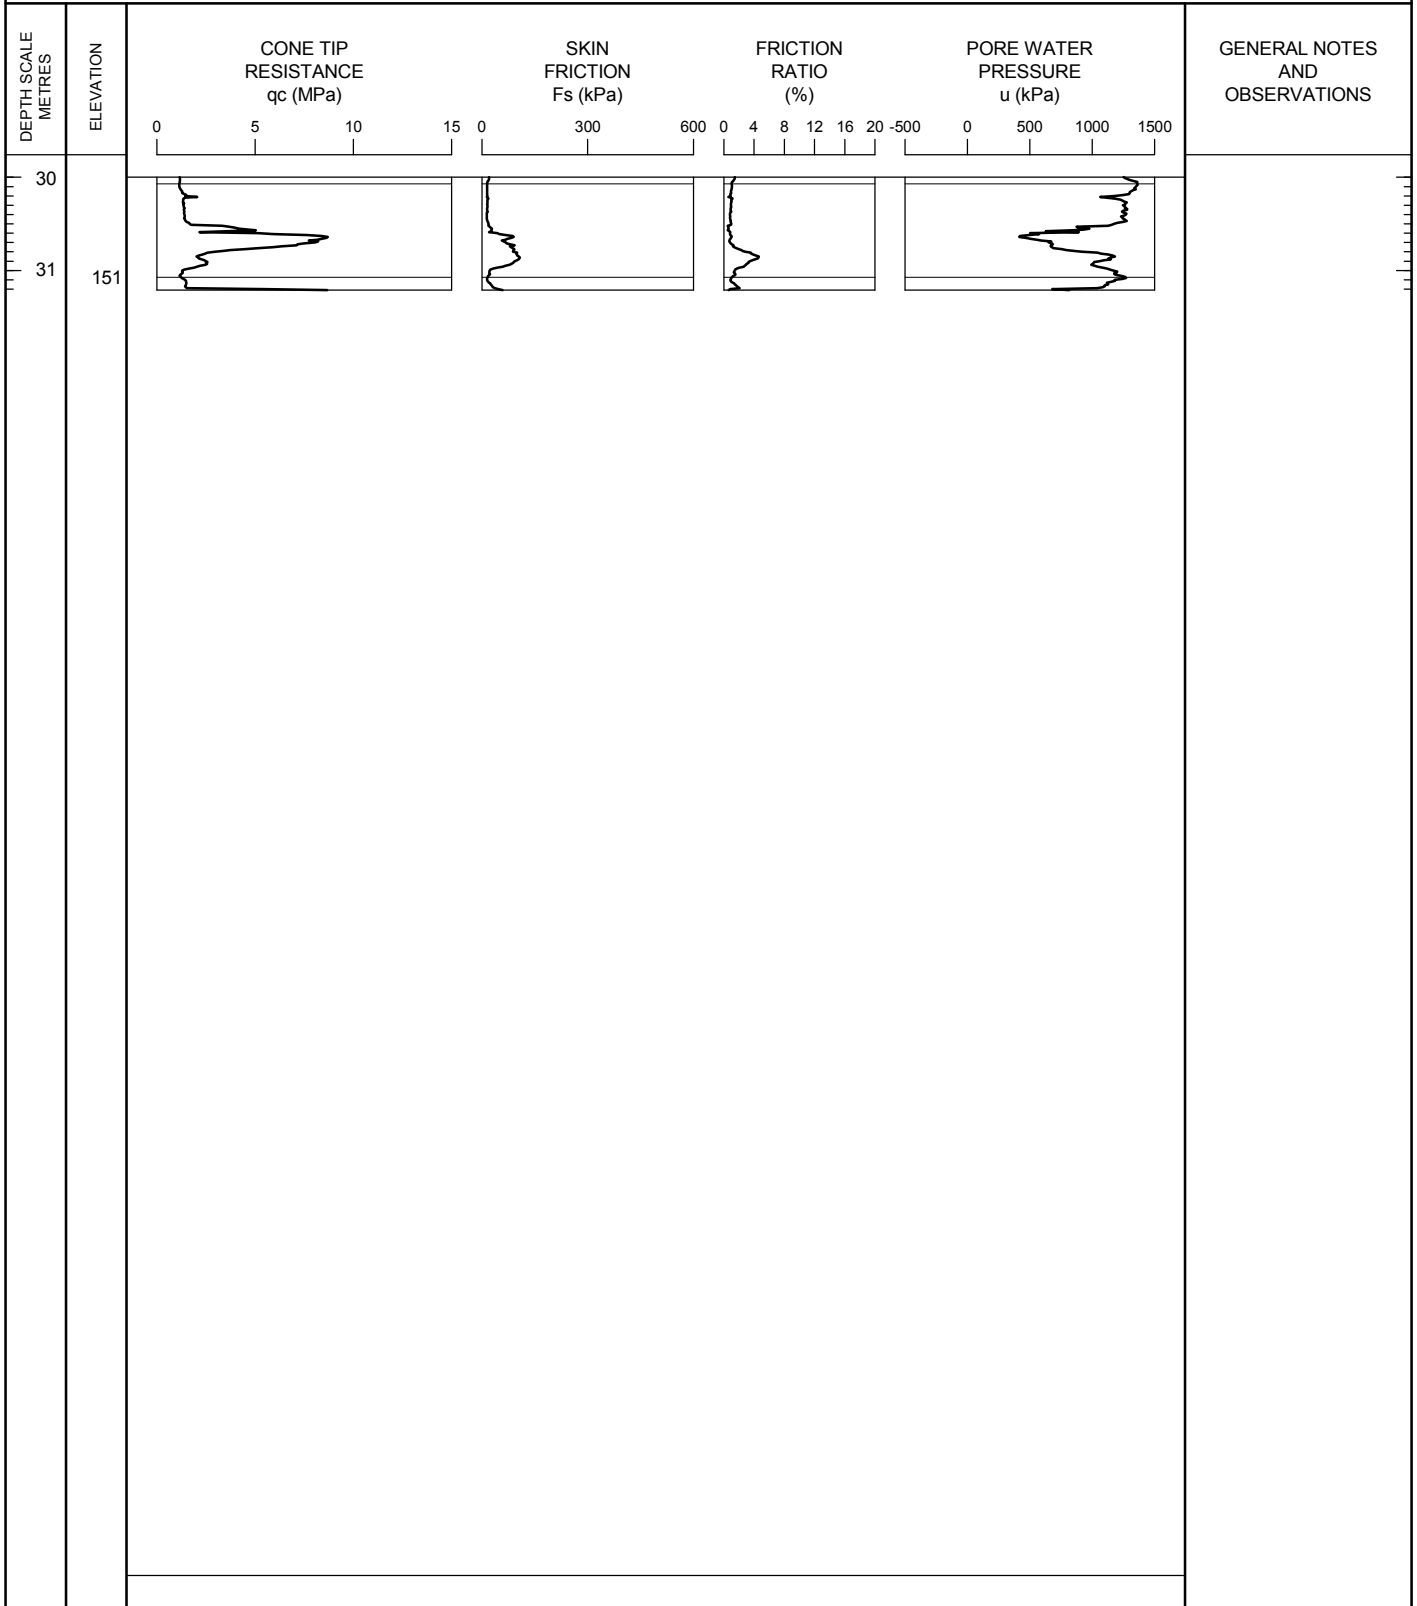 DEPTH SCALE
METRES
ELEVATION
CONE TIP
RESISTANCE
qc (MPa)
SKIN
FRICTION
Fs (kPa)
FRICTION
RATIO
(%)
PORE WATER
PRESSURE
u (kPa)
GENERAL NOTES
AND
OBSERVATIONS
0 5 10 15
0 300 600
0 4 8 12 16 20
-500 0 500 1000 1500
30
31
151